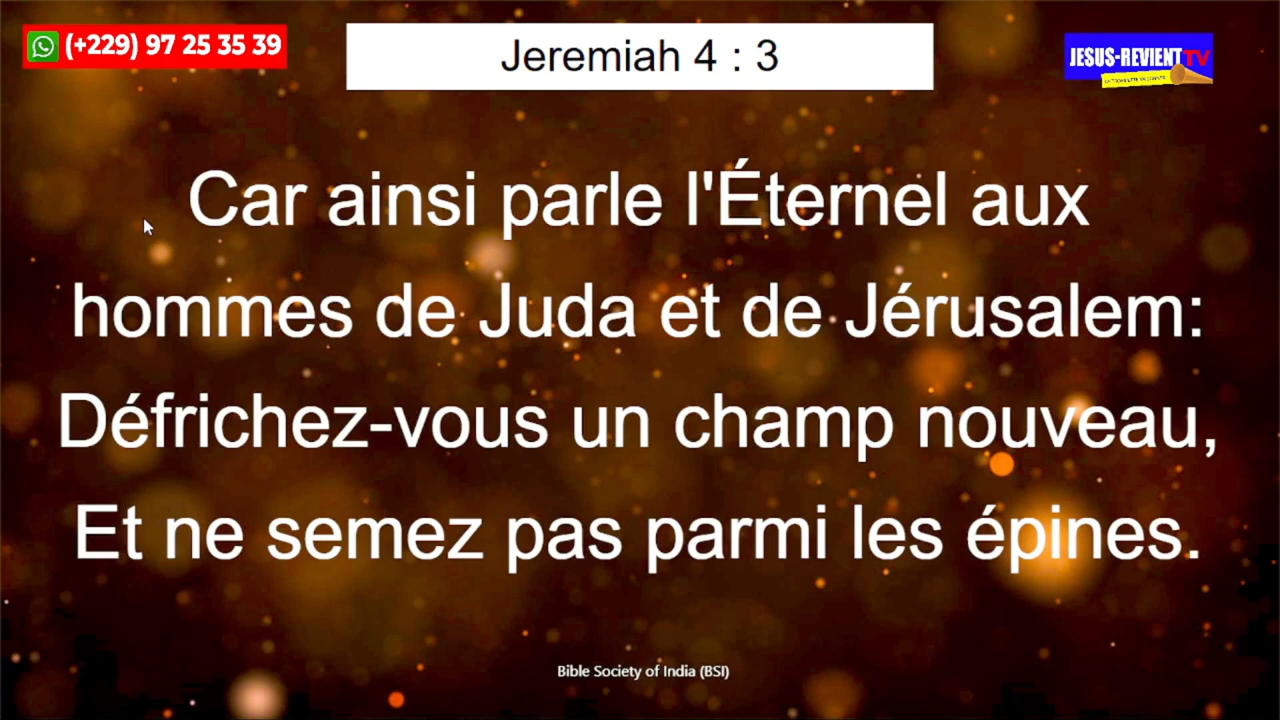 (+229) 97 25 35 39
Jeremiah 4 : 3
JESUS-REVIENT TV
Car ainsi parle l'Éternel aux
hommes de Juda et de Jérusalem:
Défrichez-vous un champ nouveau,
Et ne semez pas parmi les épines.
Bible Society of India (BSI)